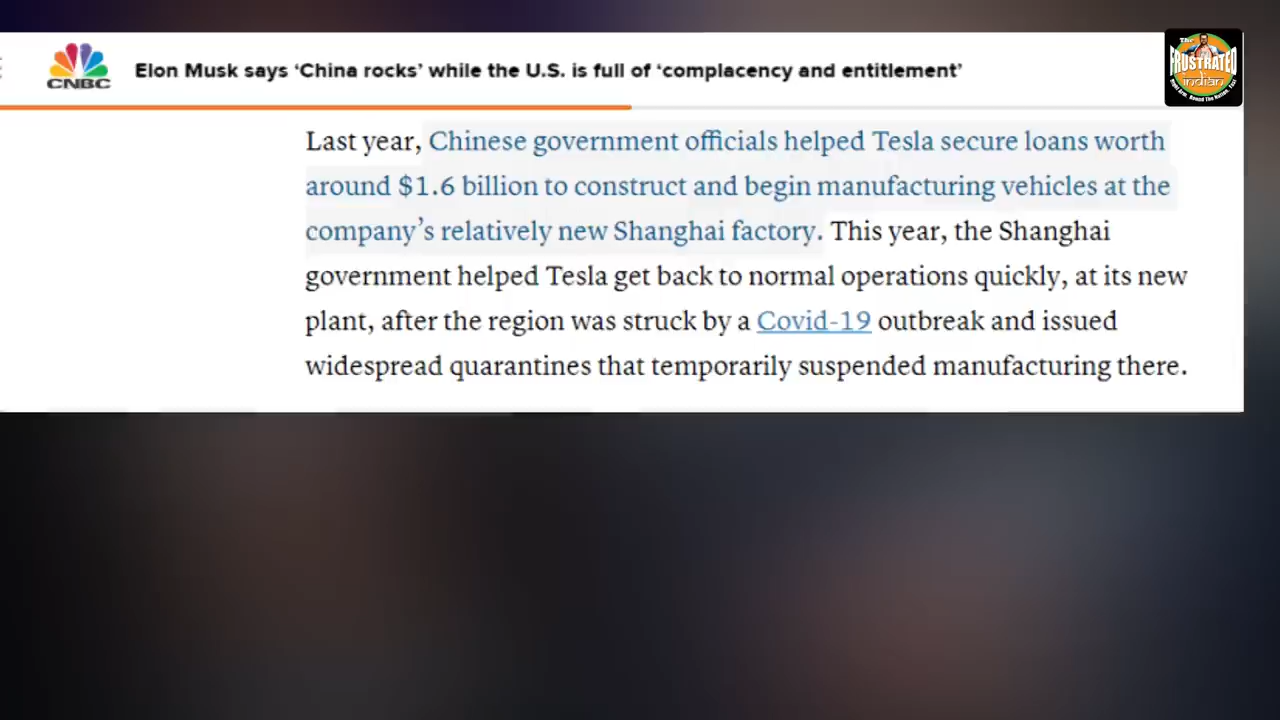 The
FRUSTRATED
indian
CNBC
Elon Musk says ‘China rocks’ while the U.S. is full of ‘complacency and entitlement’
Last year, Chinese government officials helped Tesla secure loans worth
around $1.6 billion to construct and begin manufacturing vehicles at the
company’s relatively new Shanghai factory. This year, the Shanghai
government helped Tesla get back to normal operations quickly, at its new
plant, after the region was struck by a Covid-19 outbreak and issued
widespread quarantines that temporarily suspended manufacturing there.